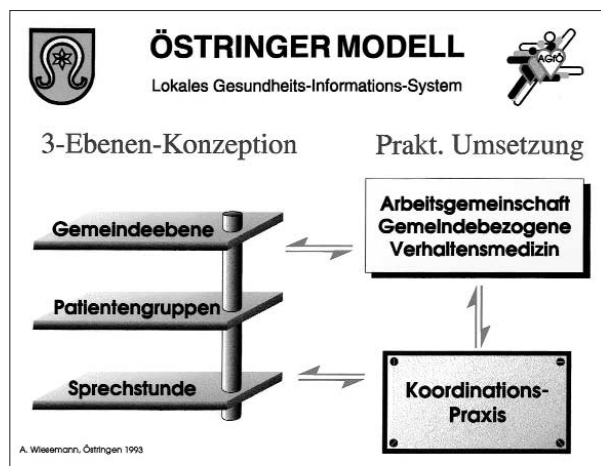 ÖSTRINGER MODELL
Lokales Gesundheits-Informations-System
AGfÖ
3-Ebenen-Konzeption
Prakt. Umsetzung
Gemeindeebene
Patientengruppen
Sprechstunde
Arbeitsgemeinschaft
Gemeindebezogene
Verhaltensmedizin
Koordinations-
Praxis
A. Wiesemann, Östringen 1993